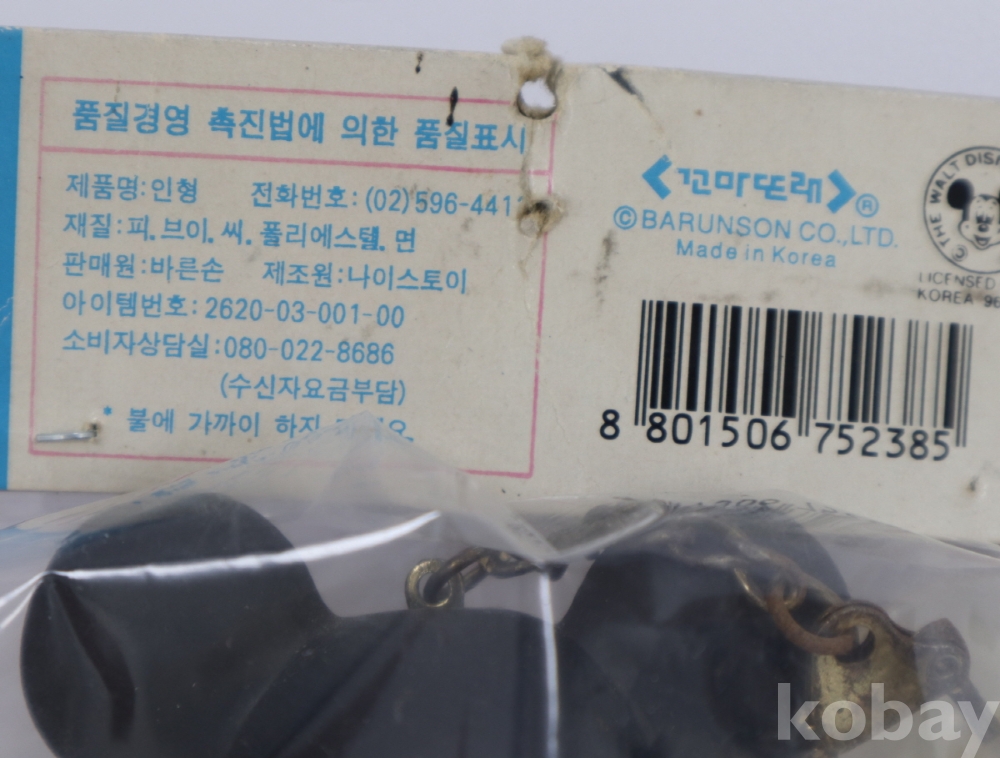 품질경영 촉진법에 의한 품질표시
제품명:인형 전화번호:(02)596-441
재질:피.브이.씨.폴리에스텔.면
판매원:바른손 제조원:나이스토이
아이템번호:2620-03-001-00
소비자상담실:080-022-8686
(수신자요금부담)
* 불에 가까이 하지
<꼬마또래>®
©BARUNSON CO.,LTD.
Made in Korea
© THE WALT DISN
LICENSED
KOREA 96
8 801506 752385
kobay